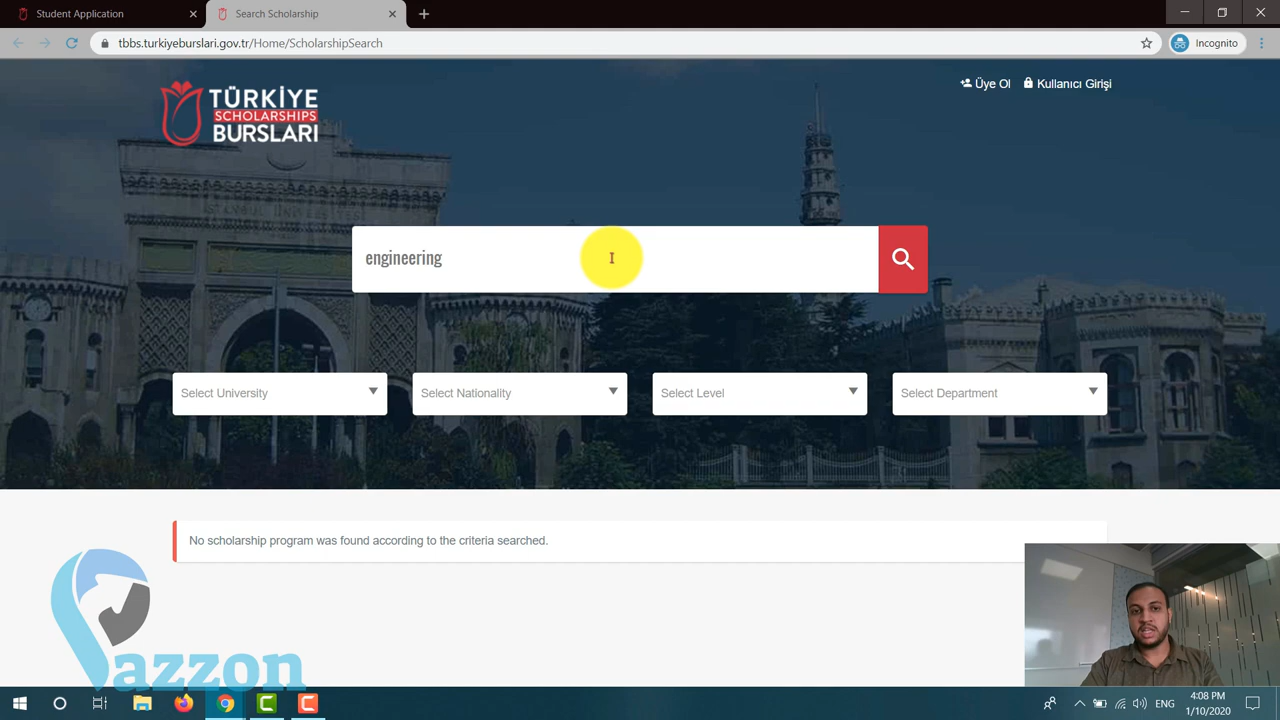 Student Application
Search Scholarship
tbbs.turkiyeburslari.gov.tr/Home/ScholarshipSearch
Incognito
TÜRKİYE
SCHOLARSHIPS
BURSLARI
Üye Ol
Kullanıcı Girişi
engineering
Select University
Select Nationality
Select Level
Select Department
No scholarship program was found according to the criteria searched.
azzon
ENG
4:08 PM
1/10/2020